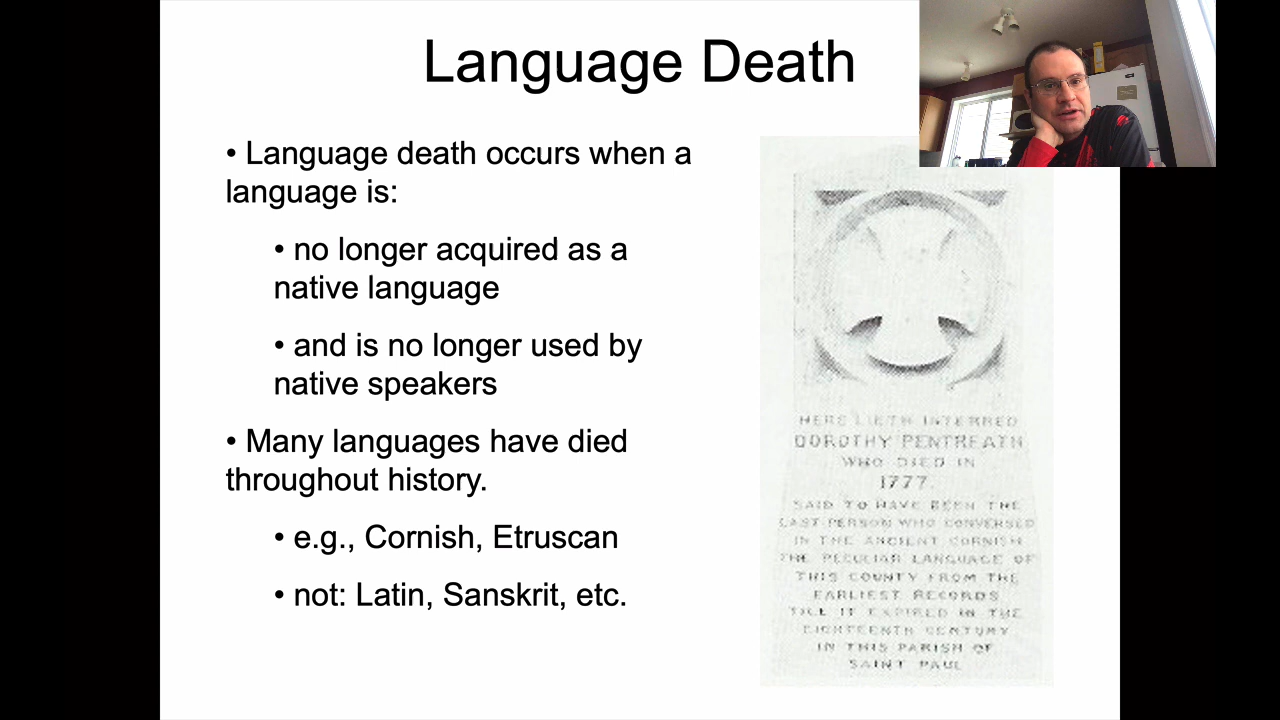 Language Death
• Language death occurs when a
language is:
• no longer acquired as a
native language
• and is no longer used by
native speakers
• Many languages have died
throughout history.
• e.g., Cornish, Etruscan
• not: Latin, Sanskrit, etc.
HERE LIETH INTERRED
DOROTHY PENTREATH
WHO DIED IN
1777
SAID TO HAVE BEEN THE
LAST PERSON WHO CONVERSED
IN THE ANCIENT CORNISH
THE PECULIAR LANGUAGE OF
THIS COUNTY FROM THE
EARLIEST RECORDS
TILL IT EXPIRED IN THE
EIGHTEENTH CENTURY
IN THIS PARISH OF
SAINT PAUL